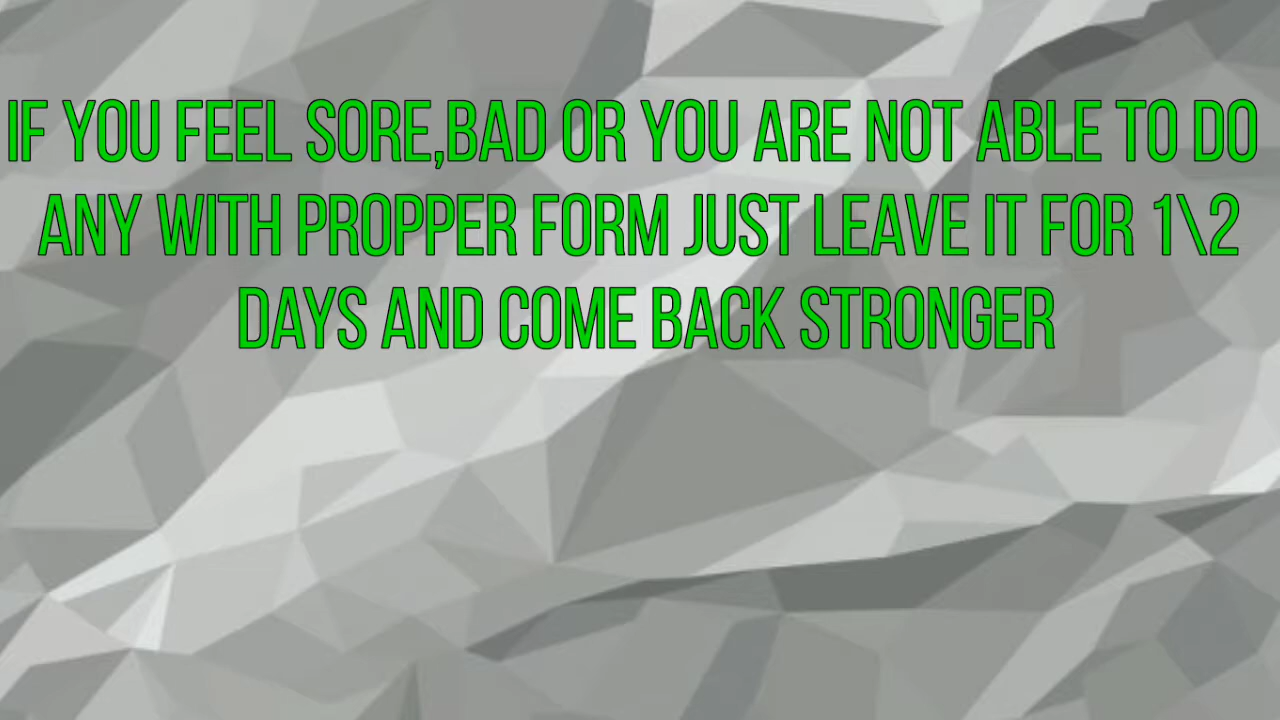 IF YOU FEEL SORE,BAD OR YOU ARE NOT ABLE TO DO
ANY WITH PROPPER FORM JUST LEAVE IT FOR 1\2
DAYS AND COME BACK STRONGER